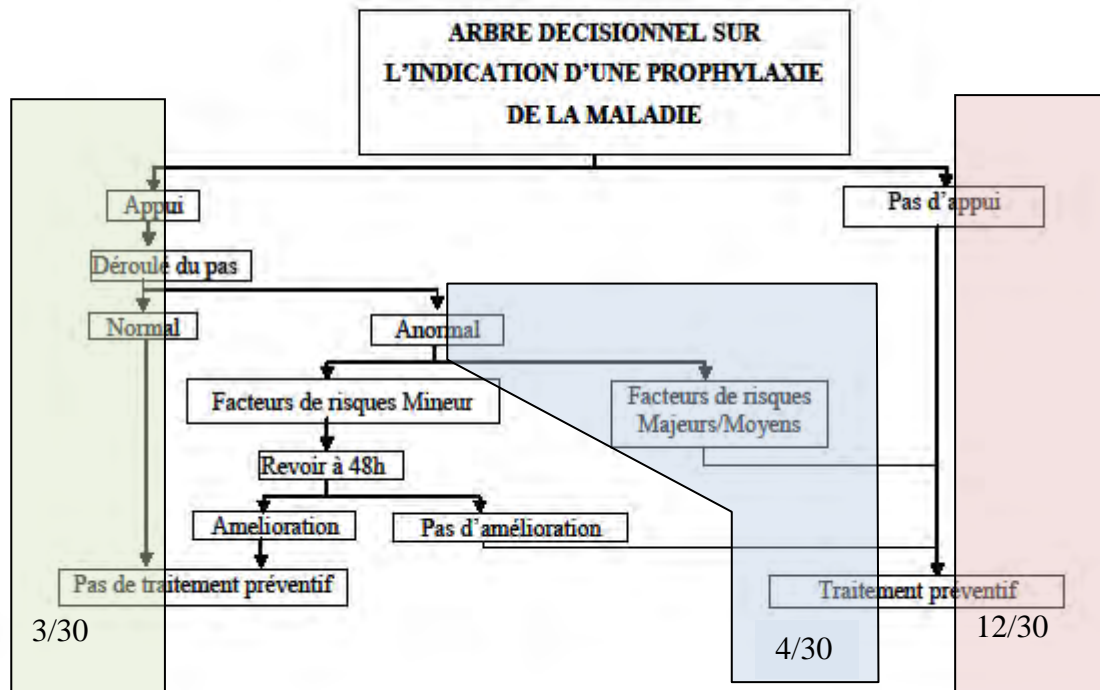 ARBRE DECISIONNEL SUR
L'INDICATION D'UNE PROPHYLAXIE
DE LA MALADIE
Appui
Pas d'appui
Déroulé du pas
Normal
Anormal
Facteurs de risques Mineur
Facteurs de risques
Majeurs/Moyens
Revoir à 48h
Amelioration
Pas d'amélioration
Pas de traitement préventif
Traitement préventif
3/30
4/30
12/30